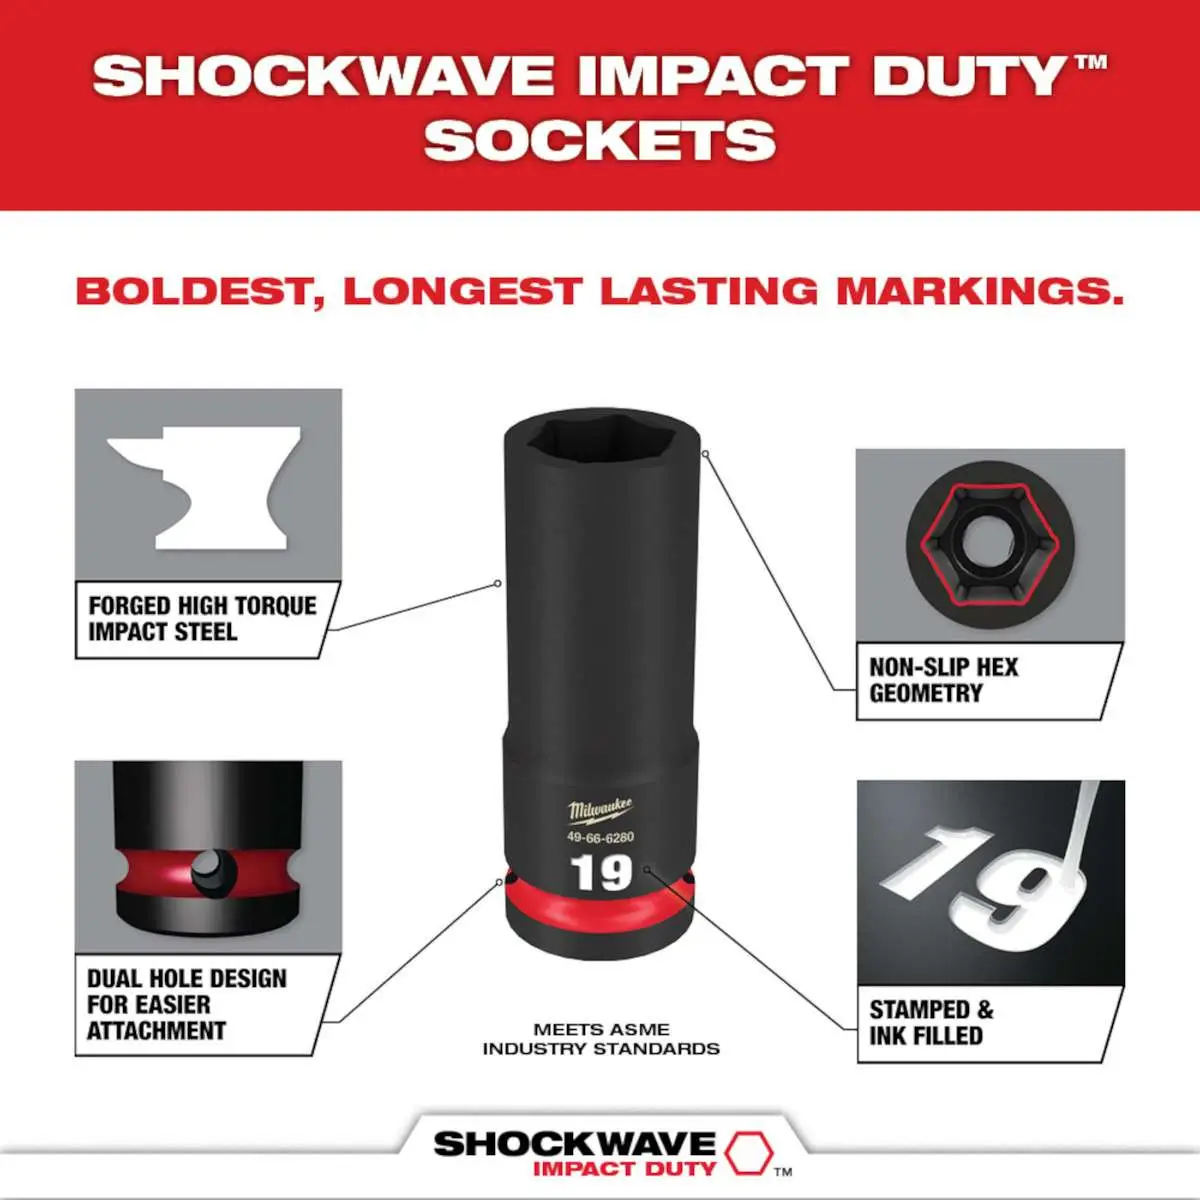 SHOCKWAVE IMPACT DUTY™
SOCKETS
BOLDEST, LONGEST LASTING MARKINGS.
FORGED HIGH TORQUE
IMPACT STEEL
NON-SLIP HEX
GEOMETRY
Milwaukee
49-66-6280
19
19
DUAL HOLE DESIGN
FOR EASIER
ATTACHMENT
STAMPED &
INK FILLED
MEETS ASME
INDUSTRY STANDARDS
SHOCKWAVE
IMPACT DUTY™